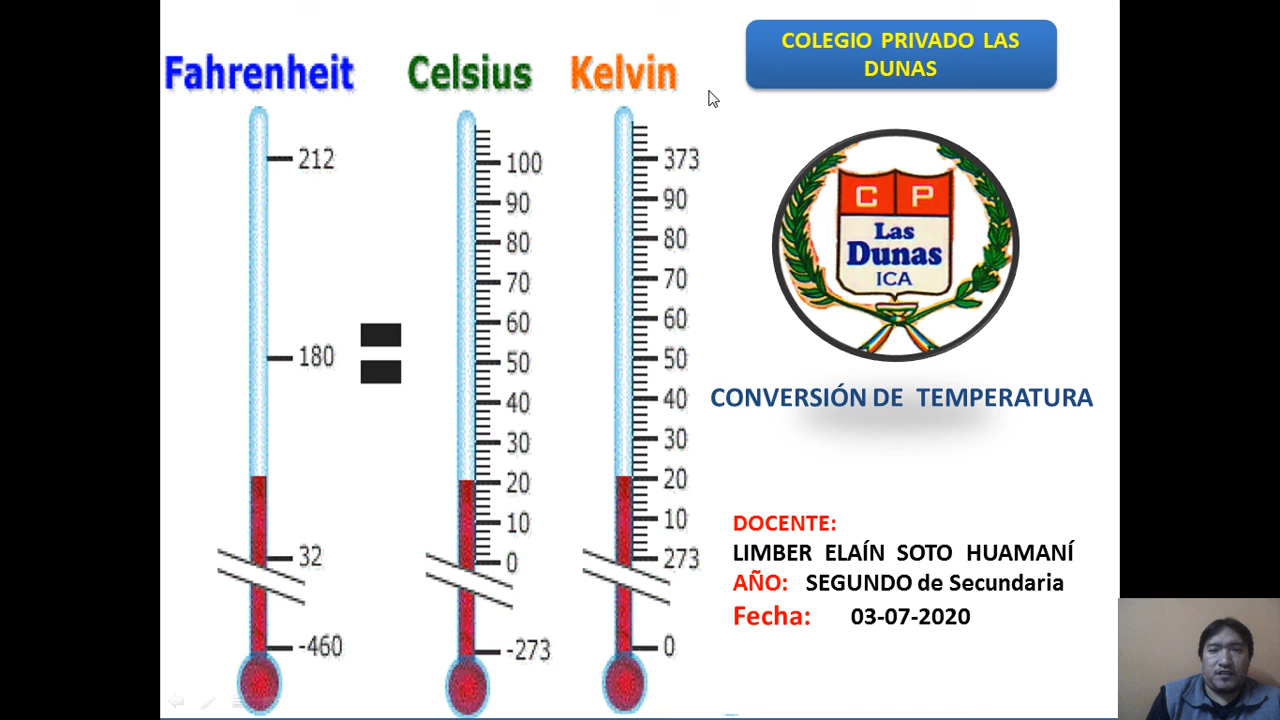 Fahrenheit
212
180
32
-460
Celsius
100
90
80
70
60
50
40
30
20
10
0
-273
Kelvin
373
90
80
70
60
50
40
30
20
10
273
0
COLEGIO PRIVADO LAS
DUNAS
C P
Las
Dunas
ICA
CONVERSIÓN DE TEMPERATURA
DOCENTE:
LIMBER ELAÍN SOTO HUAMANÍ
AÑO: SEGUNDO de Secundaria
Fecha: 03-07-2020